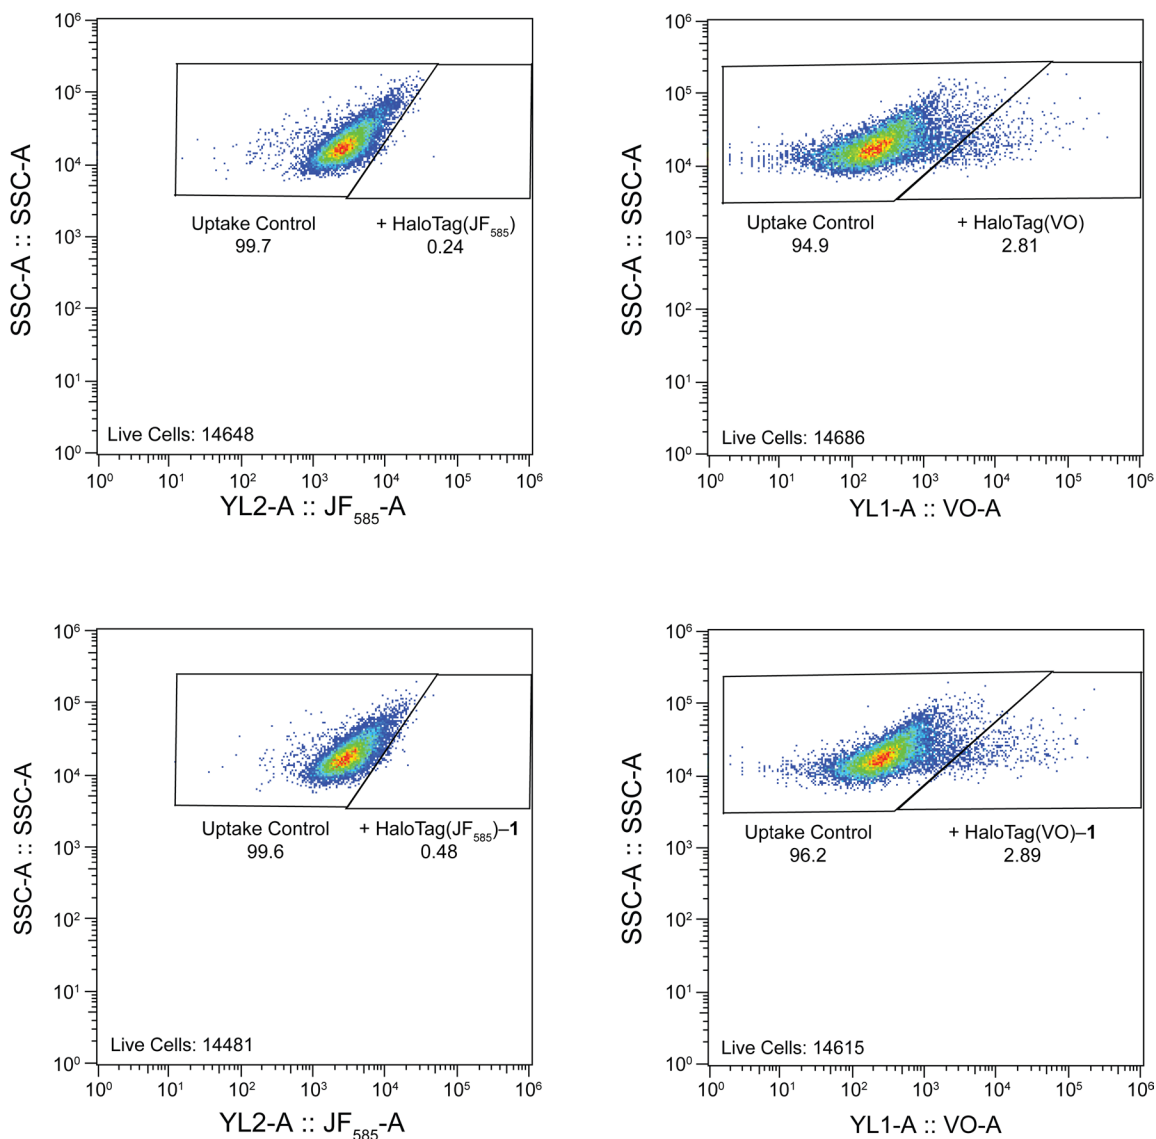 10⁶
10⁵
10⁴
10³
10²
10¹
10⁰
SSC-A :: SSC-A
Uptake Control
99.7
+ HaloTag(JF₅₈₅)
0.24
Live Cells: 14648
10⁰ 10¹ 10² 10³ 10⁴ 10⁵ 10⁶
YL2-A :: JF₅₈₅-A
10⁶
10⁵
10⁴
10³
10²
10¹
10⁰
SSC-A :: SSC-A
Uptake Control
94.9
+ HaloTag(VO)
2.81
Live Cells: 14686
10⁰ 10¹ 10² 10³ 10⁴ 10⁵ 10⁶
YL1-A :: VO-A
10⁶
10⁵
10⁴
10³
10²
10¹
10⁰
SSC-A :: SSC-A
Uptake Control
99.6
+ HaloTag(JF₅₈₅)–1
0.48
Live Cells: 14481
10⁰ 10¹ 10² 10³ 10⁴ 10⁵ 10⁶
YL2-A :: JF₅₈₅-A
10⁶
10⁵
10⁴
10³
10²
10¹
10⁰
SSC-A :: SSC-A
Uptake Control
96.2
+ HaloTag(VO)–1
2.89
Live Cells: 14615
10⁰ 10¹ 10² 10³ 10⁴ 10⁵ 10⁶
YL1-A :: VO-A